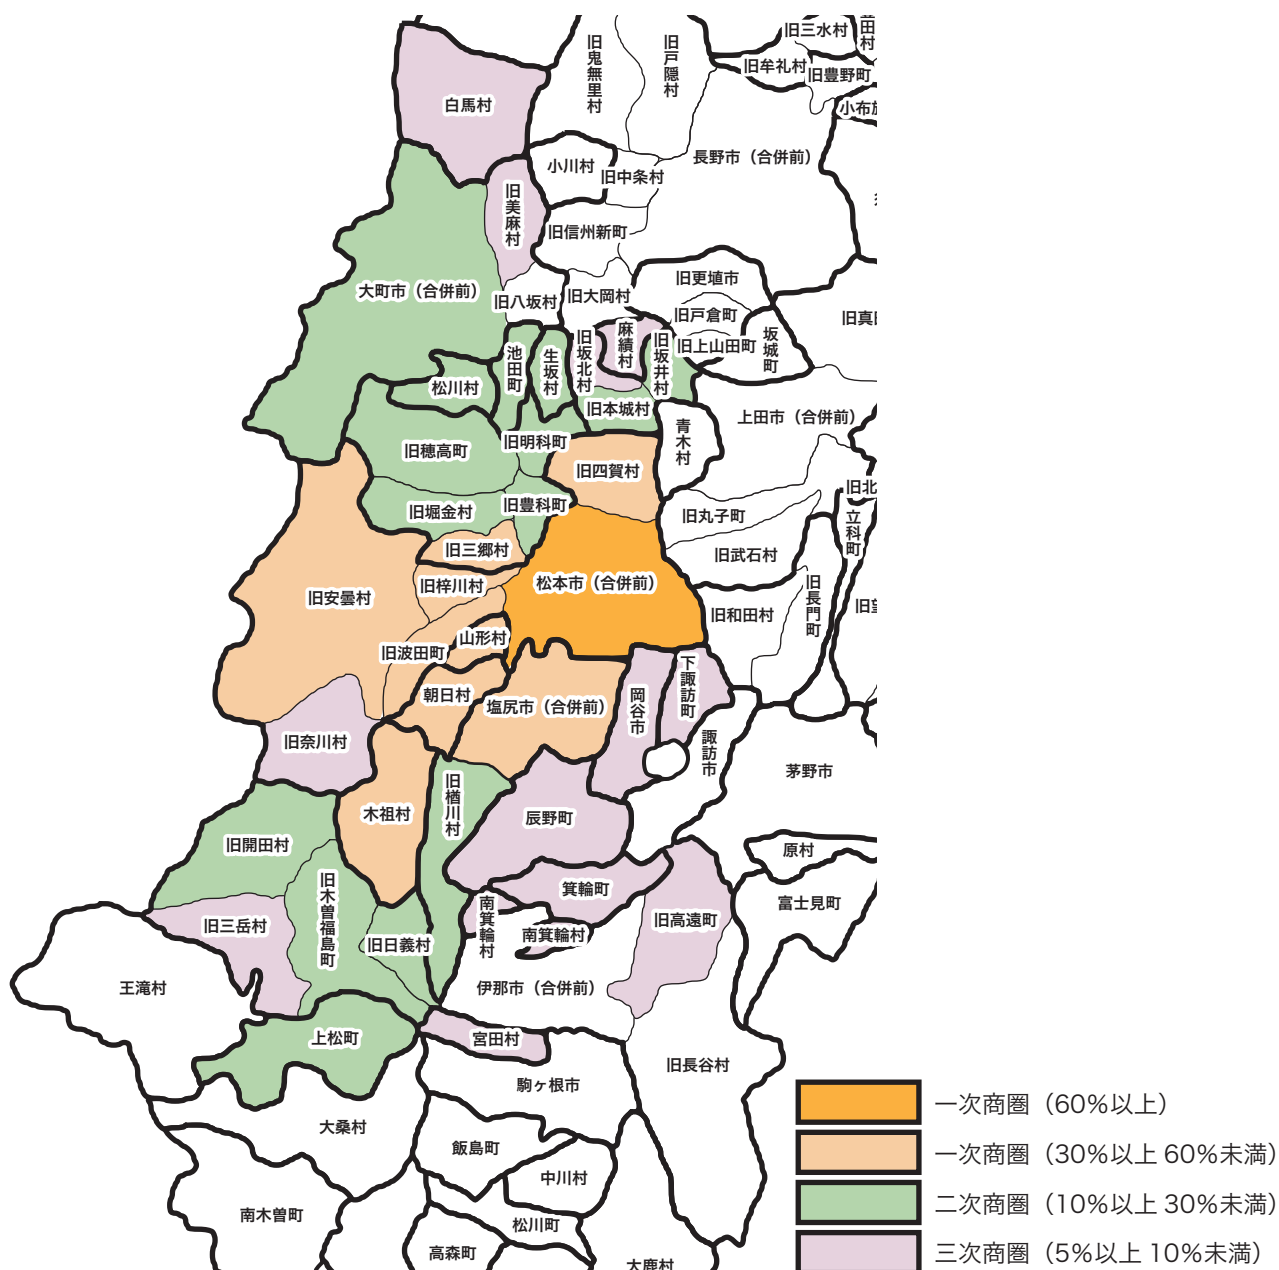 旧三水村
旧鬼無里村
旧戸隠村
旧牟礼村
旧豊野町
白馬村
長野市（合併前）
小川村
旧中条村
旧美麻村
旧信州新町
旧更埴市
大町市（合併前）
旧八坂村
旧大岡村
旧戸倉町
麻績村
旧坂北村
旧坂井村
旧上山田町
坂城町
池田町
生坂村
松川村
旧本城村
上田市（合併前）
青木村
旧明科町
旧穂高町
旧四賀村
旧堀金村
旧豊科町
旧丸子町
立科町
旧三郷村
旧武石村
旧梓川村
松本市（合併前）
旧安曇村
旧長門町
旧和田村
山形村
旧波田町
下諏訪町
朝日村
塩尻市（合併前）
岡谷市
旧奈川村
諏訪市
茅野市
旧楢川村
木祖村
辰野町
旧開田村
原村
箕輪町
富士見町
旧木曽福島町
南箕輪村
旧高遠町
旧三岳村
旧日義村
南箕輪村
王滝村
伊那市（合併前）
上松町
宮田村
旧長谷村
駒ヶ根市
大桑村
飯島町
中川村
南木曽町
松川町
高森町
大鹿村
一次商圏（60%以上）
一次商圏（30%以上 60%未満）
二次商圏（10%以上 30%未満）
三次商圏（5%以上 10%未満）